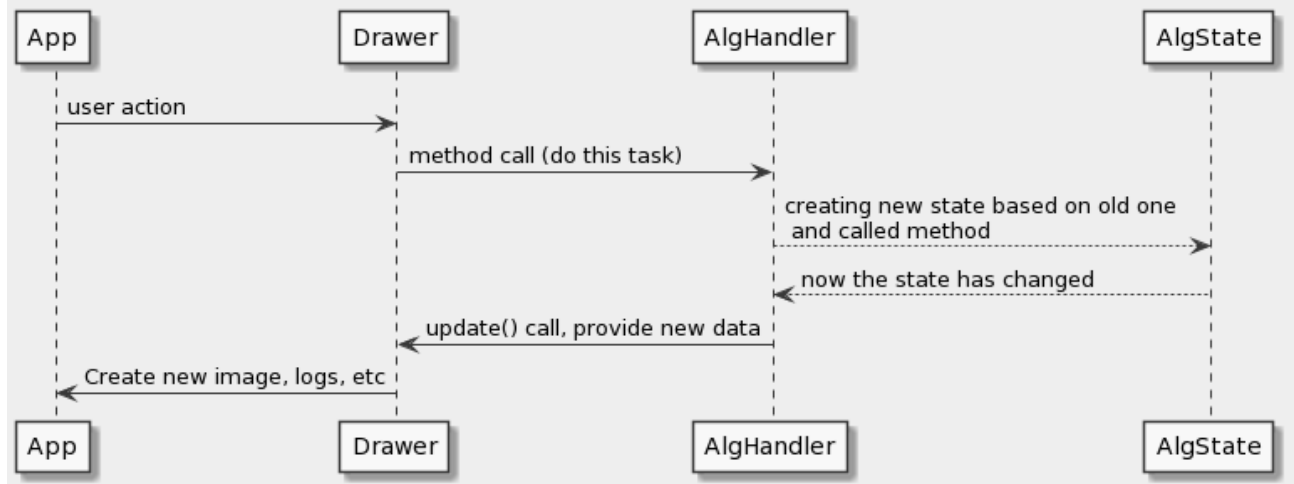 App
Drawer
AlgHandler
AlgState
user action
method call (do this task)
creating new state based on old one
and called method
now the state has changed
update() call, provide new data
Create new image, logs, etc
App
Drawer
AlgHandler
AlgState